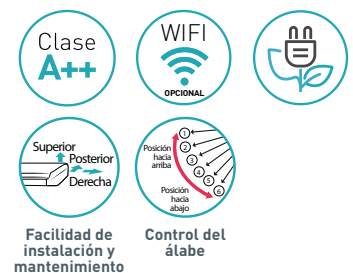 Clase
A++
WIFI
OPCIONAL
Superior
Posterior
Derecha
Facilidad de
instalación y
mantenimiento
Posición
hacia
arriba
1
2
3
4
5
6
Posición
hacia
abajo
Control del
álabe